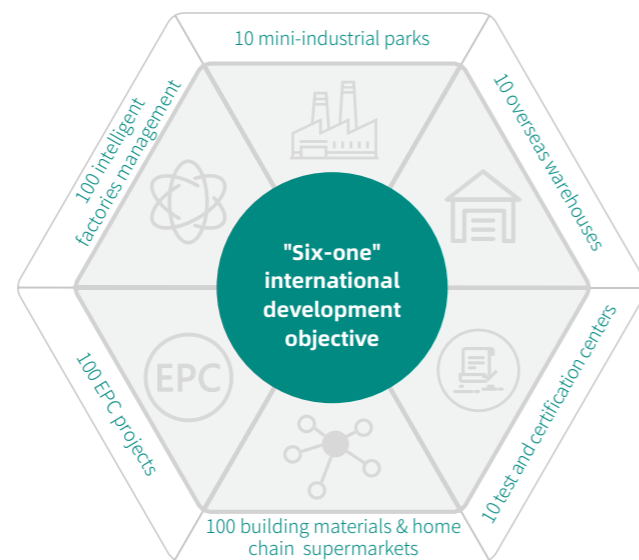 10 mini-industrial parks
100 intelligent
factories management
10 overseas warehouses
"Six-one"
international
development
objective
EPC
100 EPC projects
10 test and certification centers
100 building materials & home
chain supermarkets